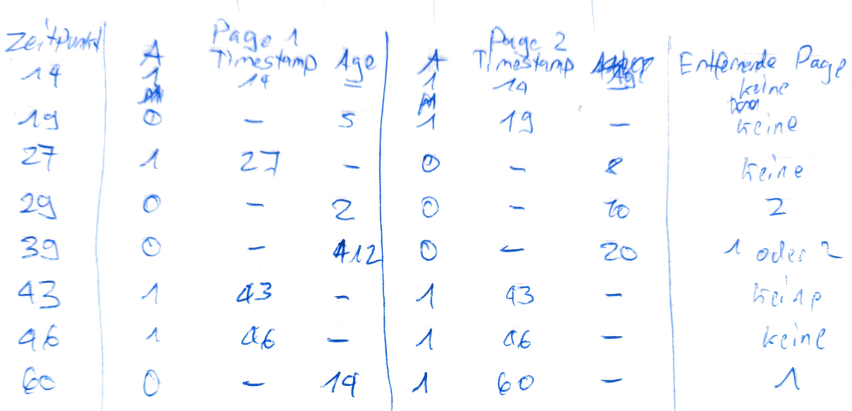 Zeitpunkt A Page 1 Timestamp Age A Page 2 Timestamp Age Entfernende Page
14 1 14 – 1 14 – keine
19 0 – 5 1 19 – keine
27 1 27 – 0 – 8 keine
29 0 – 2 0 – 10 2
39 0 – 12 0 – 20 1 oder 2
43 1 43 – 1 43 – keine
46 1 46 – 1 46 – keine
60 0 – 14 1 60 – 1